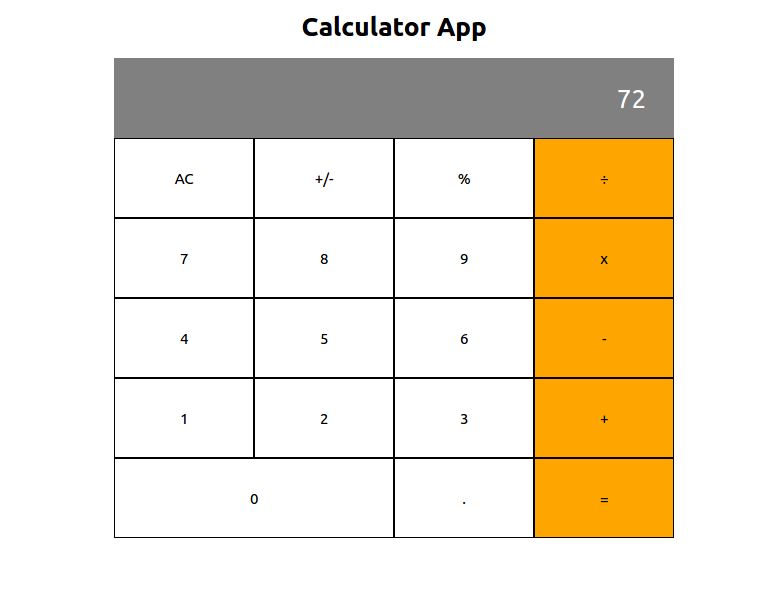 Calculator App
72
AC +/- % ÷
7 8 9 x
4 5 6 -
1 2 3 +
0 . =